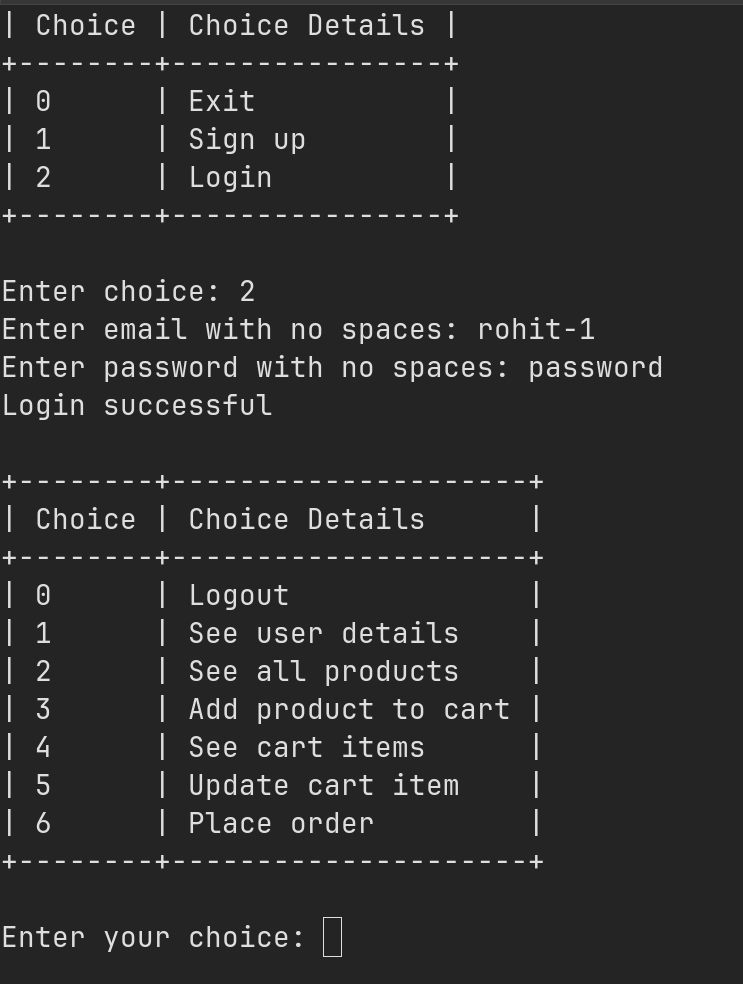 | Choice | Choice Details |
+--------+----------------+
| 0      | Exit           |
| 1      | Sign up        |
| 2      | Login          |
+--------+----------------+
Enter choice: 2
Enter email with no spaces: rohit-1
Enter password with no spaces: password
Login successful
+--------+---------------------+
| Choice | Choice Details      |
+--------+---------------------+
| 0      | Logout              |
| 1      | See user details    |
| 2      | See all products    |
| 3      | Add product to cart |
| 4      | See cart items      |
| 5      | Update cart item    |
| 6      | Place order         |
+--------+---------------------+
Enter your choice: